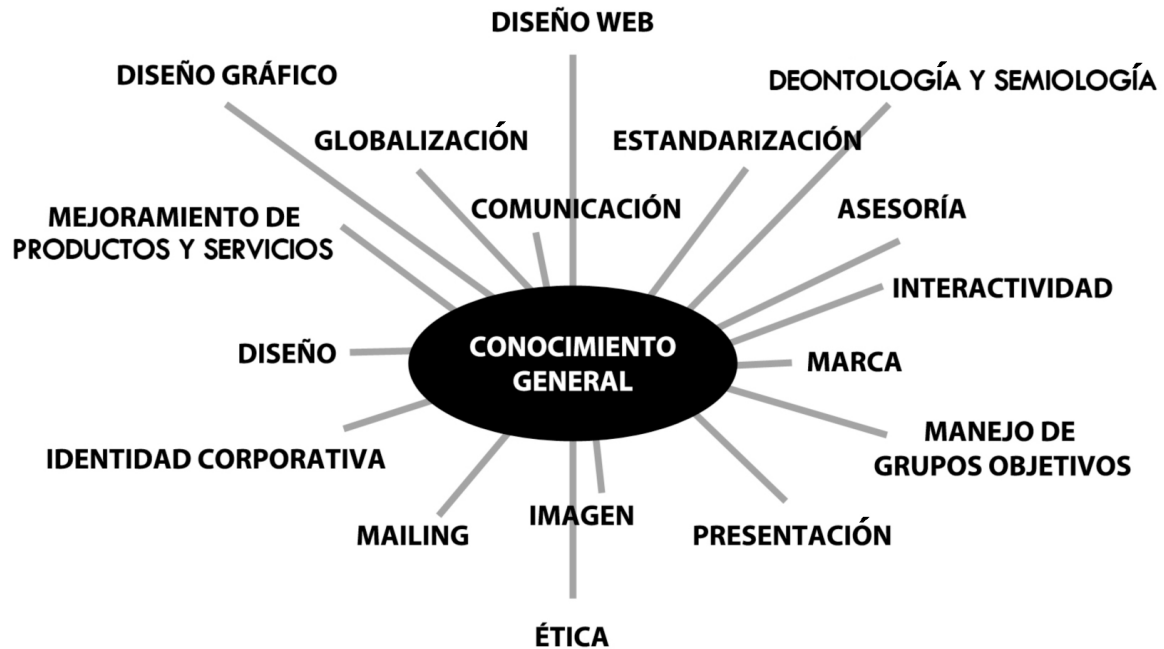 DISEÑO WEB
DISEÑO GRÁFICO
DEONTOLOGÍA Y SEMIOLOGÍA
GLOBALIZACIÓN
ESTANDARIZACIÓN
COMUNICACIÓN
ASESORÍA
MEJORAMIENTO DE
PRODUCTOS Y SERVICIOS
INTERACTIVIDAD
DISEÑO
CONOCIMIENTO
GENERAL
MARCA
IDENTIDAD CORPORATIVA
MANEJO DE
GRUPOS OBJETIVOS
MAILING
IMAGEN
PRESENTACIÓN
ÉTICA